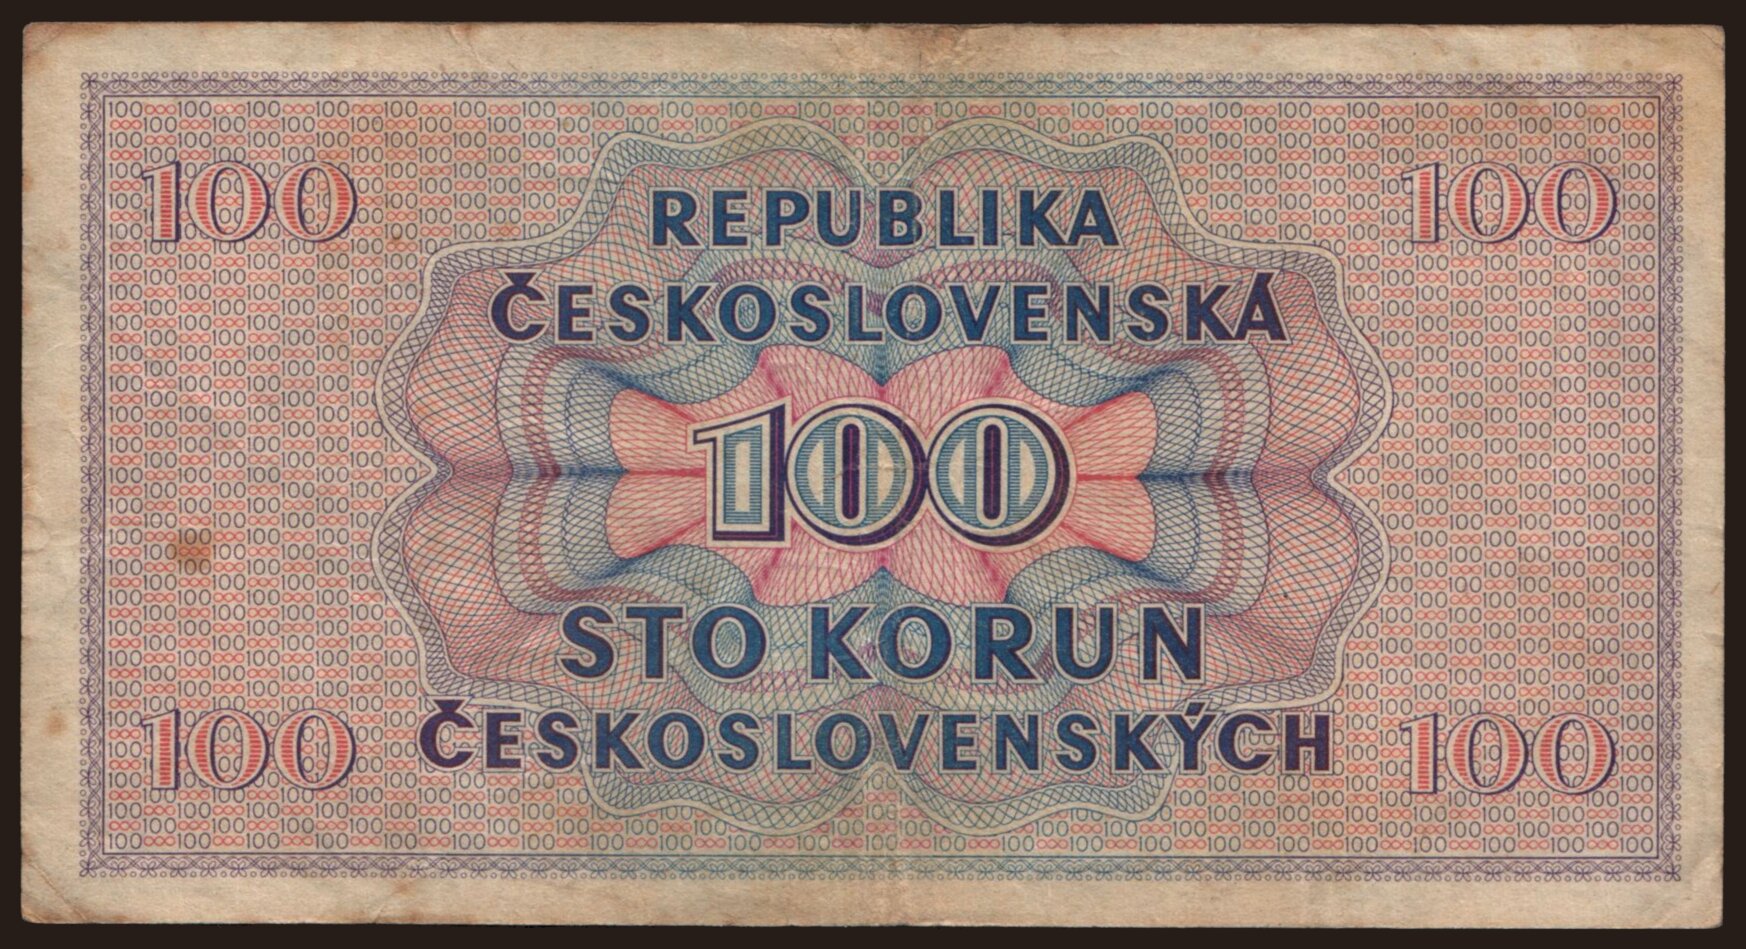 100 100
REPUBLIKA
ČESKOSLOVENSKÁ
100
STO KORUN
ČESKOSLOVENSKÝCH
100 100